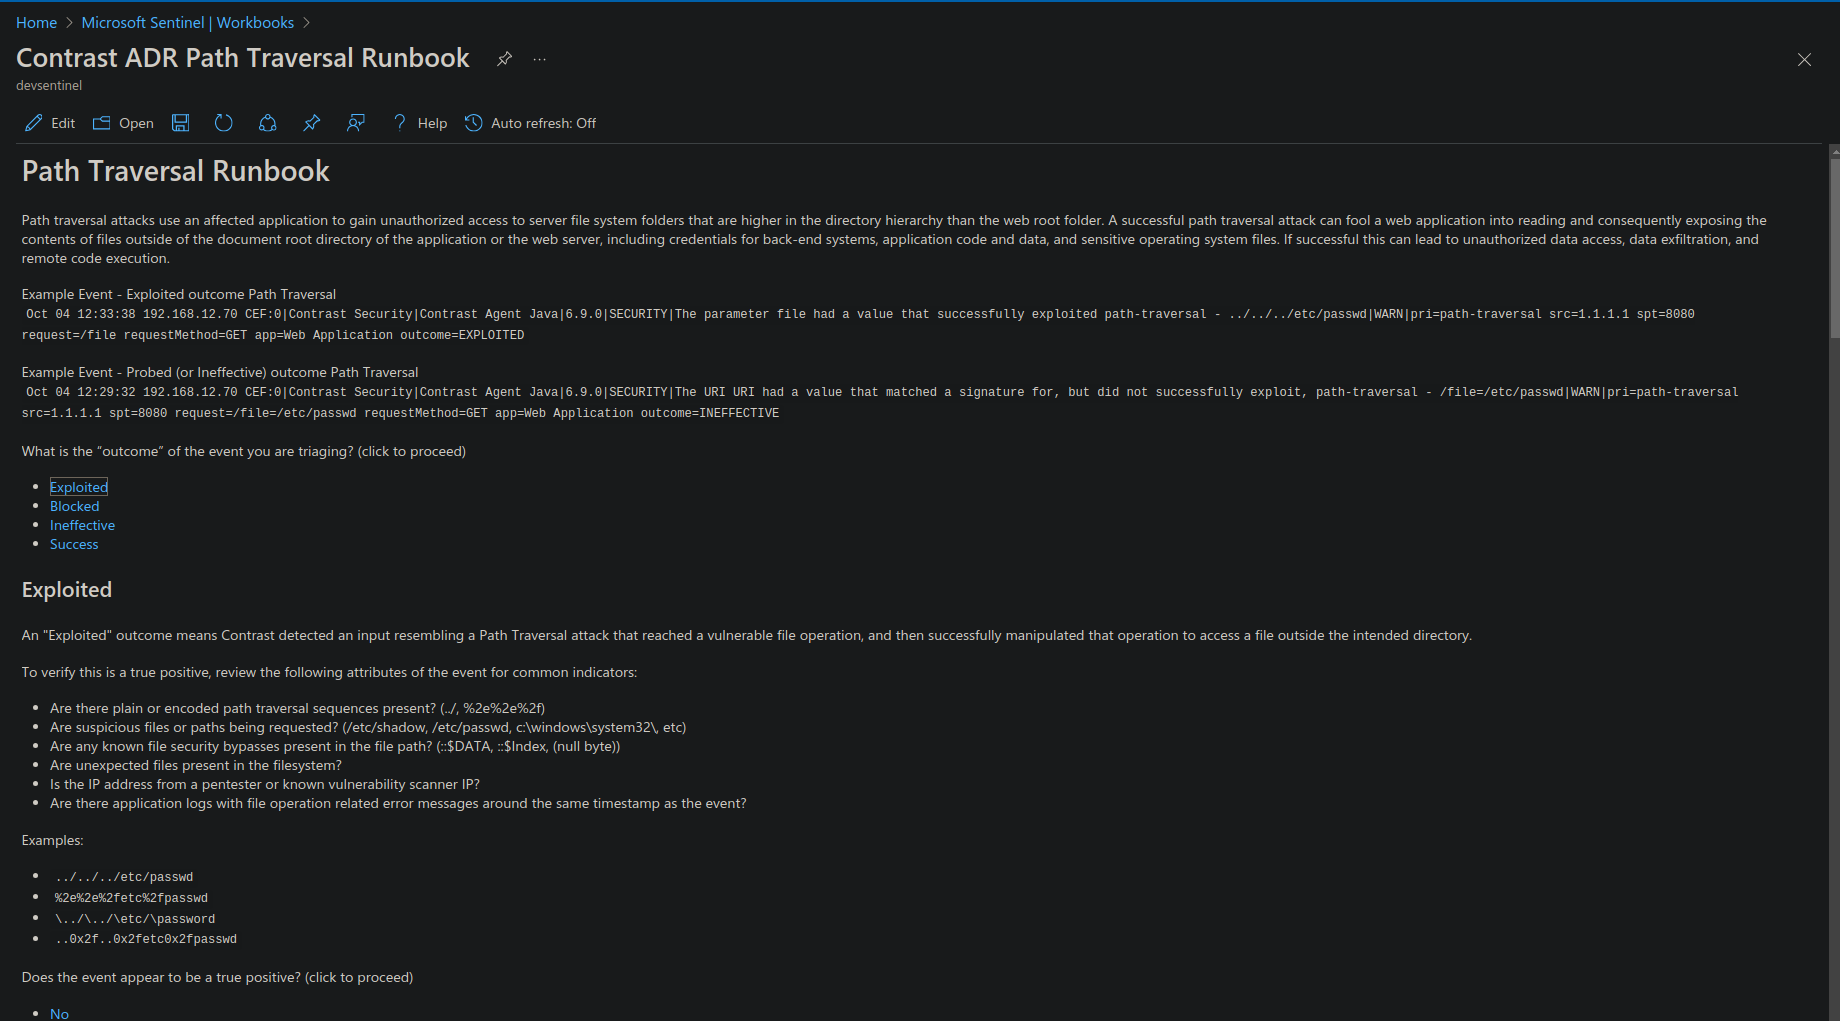 Home > Microsoft Sentinel | Workbooks >
Contrast ADR Path Traversal Runbook ...
devsentinel
Edit Open Help Auto refresh: Off
Path Traversal Runbook
Path traversal attacks use an affected application to gain unauthorized access to server file system folders that are higher in the directory hierarchy than the web root folder. A successful path traversal attack can fool a web application into reading and consequently exposing the
contents of files outside of the document root directory of the application or the web server, including credentials for back-end systems, application code and data, and sensitive operating system files. If successful this can lead to unauthorized data access, data exfiltration, and
remote code execution.
Example Event - Exploited outcome Path Traversal
Oct 04 12:33:38 192.168.12.70 CEF:0|Contrast Security|Contrast Agent Java|6.9.0|SECURITY|The parameter file had a value that successfully exploited path-traversal - ../../../etc/passwd|WARN|pri=path-traversal src=1.1.1.1 spt=8080
request=/file requestMethod=GET app=Web Application outcome=EXPLOITED
Example Event - Probed (or Ineffective) outcome Path Traversal
Oct 04 12:29:32 192.168.12.70 CEF:0|Contrast Security|Contrast Agent Java|6.9.0|SECURITY|The URI URI had a value that matched a signature for, but did not successfully exploit, path-traversal - /file=/etc/passwd|WARN|pri=path-traversal
src=1.1.1.1 spt=8080 request=/file=/etc/passwd requestMethod=GET app=Web Application outcome=INEFFECTIVE
What is the “outcome” of the event you are triaging? (click to proceed)
• Exploited
• Blocked
• Ineffective
• Success
Exploited
An "Exploited" outcome means Contrast detected an input resembling a Path Traversal attack that reached a vulnerable file operation, and then successfully manipulated that operation to access a file outside the intended directory.
To verify this is a true positive, review the following attributes of the event for common indicators:
• Are there plain or encoded path traversal sequences present? (../, %2e%2e%2f)
• Are suspicious files or paths being requested? (/etc/shadow, /etc/passwd, c:\windows\system32\, etc)
• Are any known file security bypasses present in the file path? (::$DATA, ::$Index, (null byte))
• Are unexpected files present in the filesystem?
• Is the IP address from a pentester or known vulnerability scanner IP?
• Are there application logs with file operation related error messages around the same timestamp as the event?
Examples:
• ../../../etc/passwd
• %2e%2e%2fetc%2fpasswd
• \../\../\etc/\password
• ..0x2f..0x2fetc0x2fpasswd
Does the event appear to be a true positive? (click to proceed)
• No